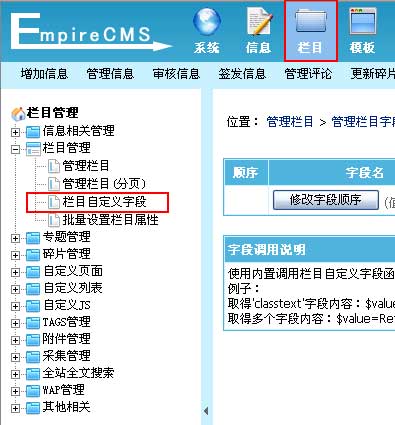 EmpireCMS
系统 信息 栏目 模板
增加信息 管理信息 审核信息 签发信息 管理评论 更新碎片
栏目管理
信息相关管理
栏目管理
管理栏目
管理栏目(分页)
栏目自定义字段
批量设置栏目属性
专题管理
碎片管理
自定义页面
自定义列表
自定义JS
TAGS管理
附件管理
采集管理
全站全文搜索
WAP管理
其他相关
位置：管理栏目 > 管理栏目字段
顺序 字段名
修改字段顺序 (值
字段调用说明
使用内置调用栏目自定义字段函
例子：
取得'classtext'字段内容：$valu
取得多个字段内容：$value=Ret